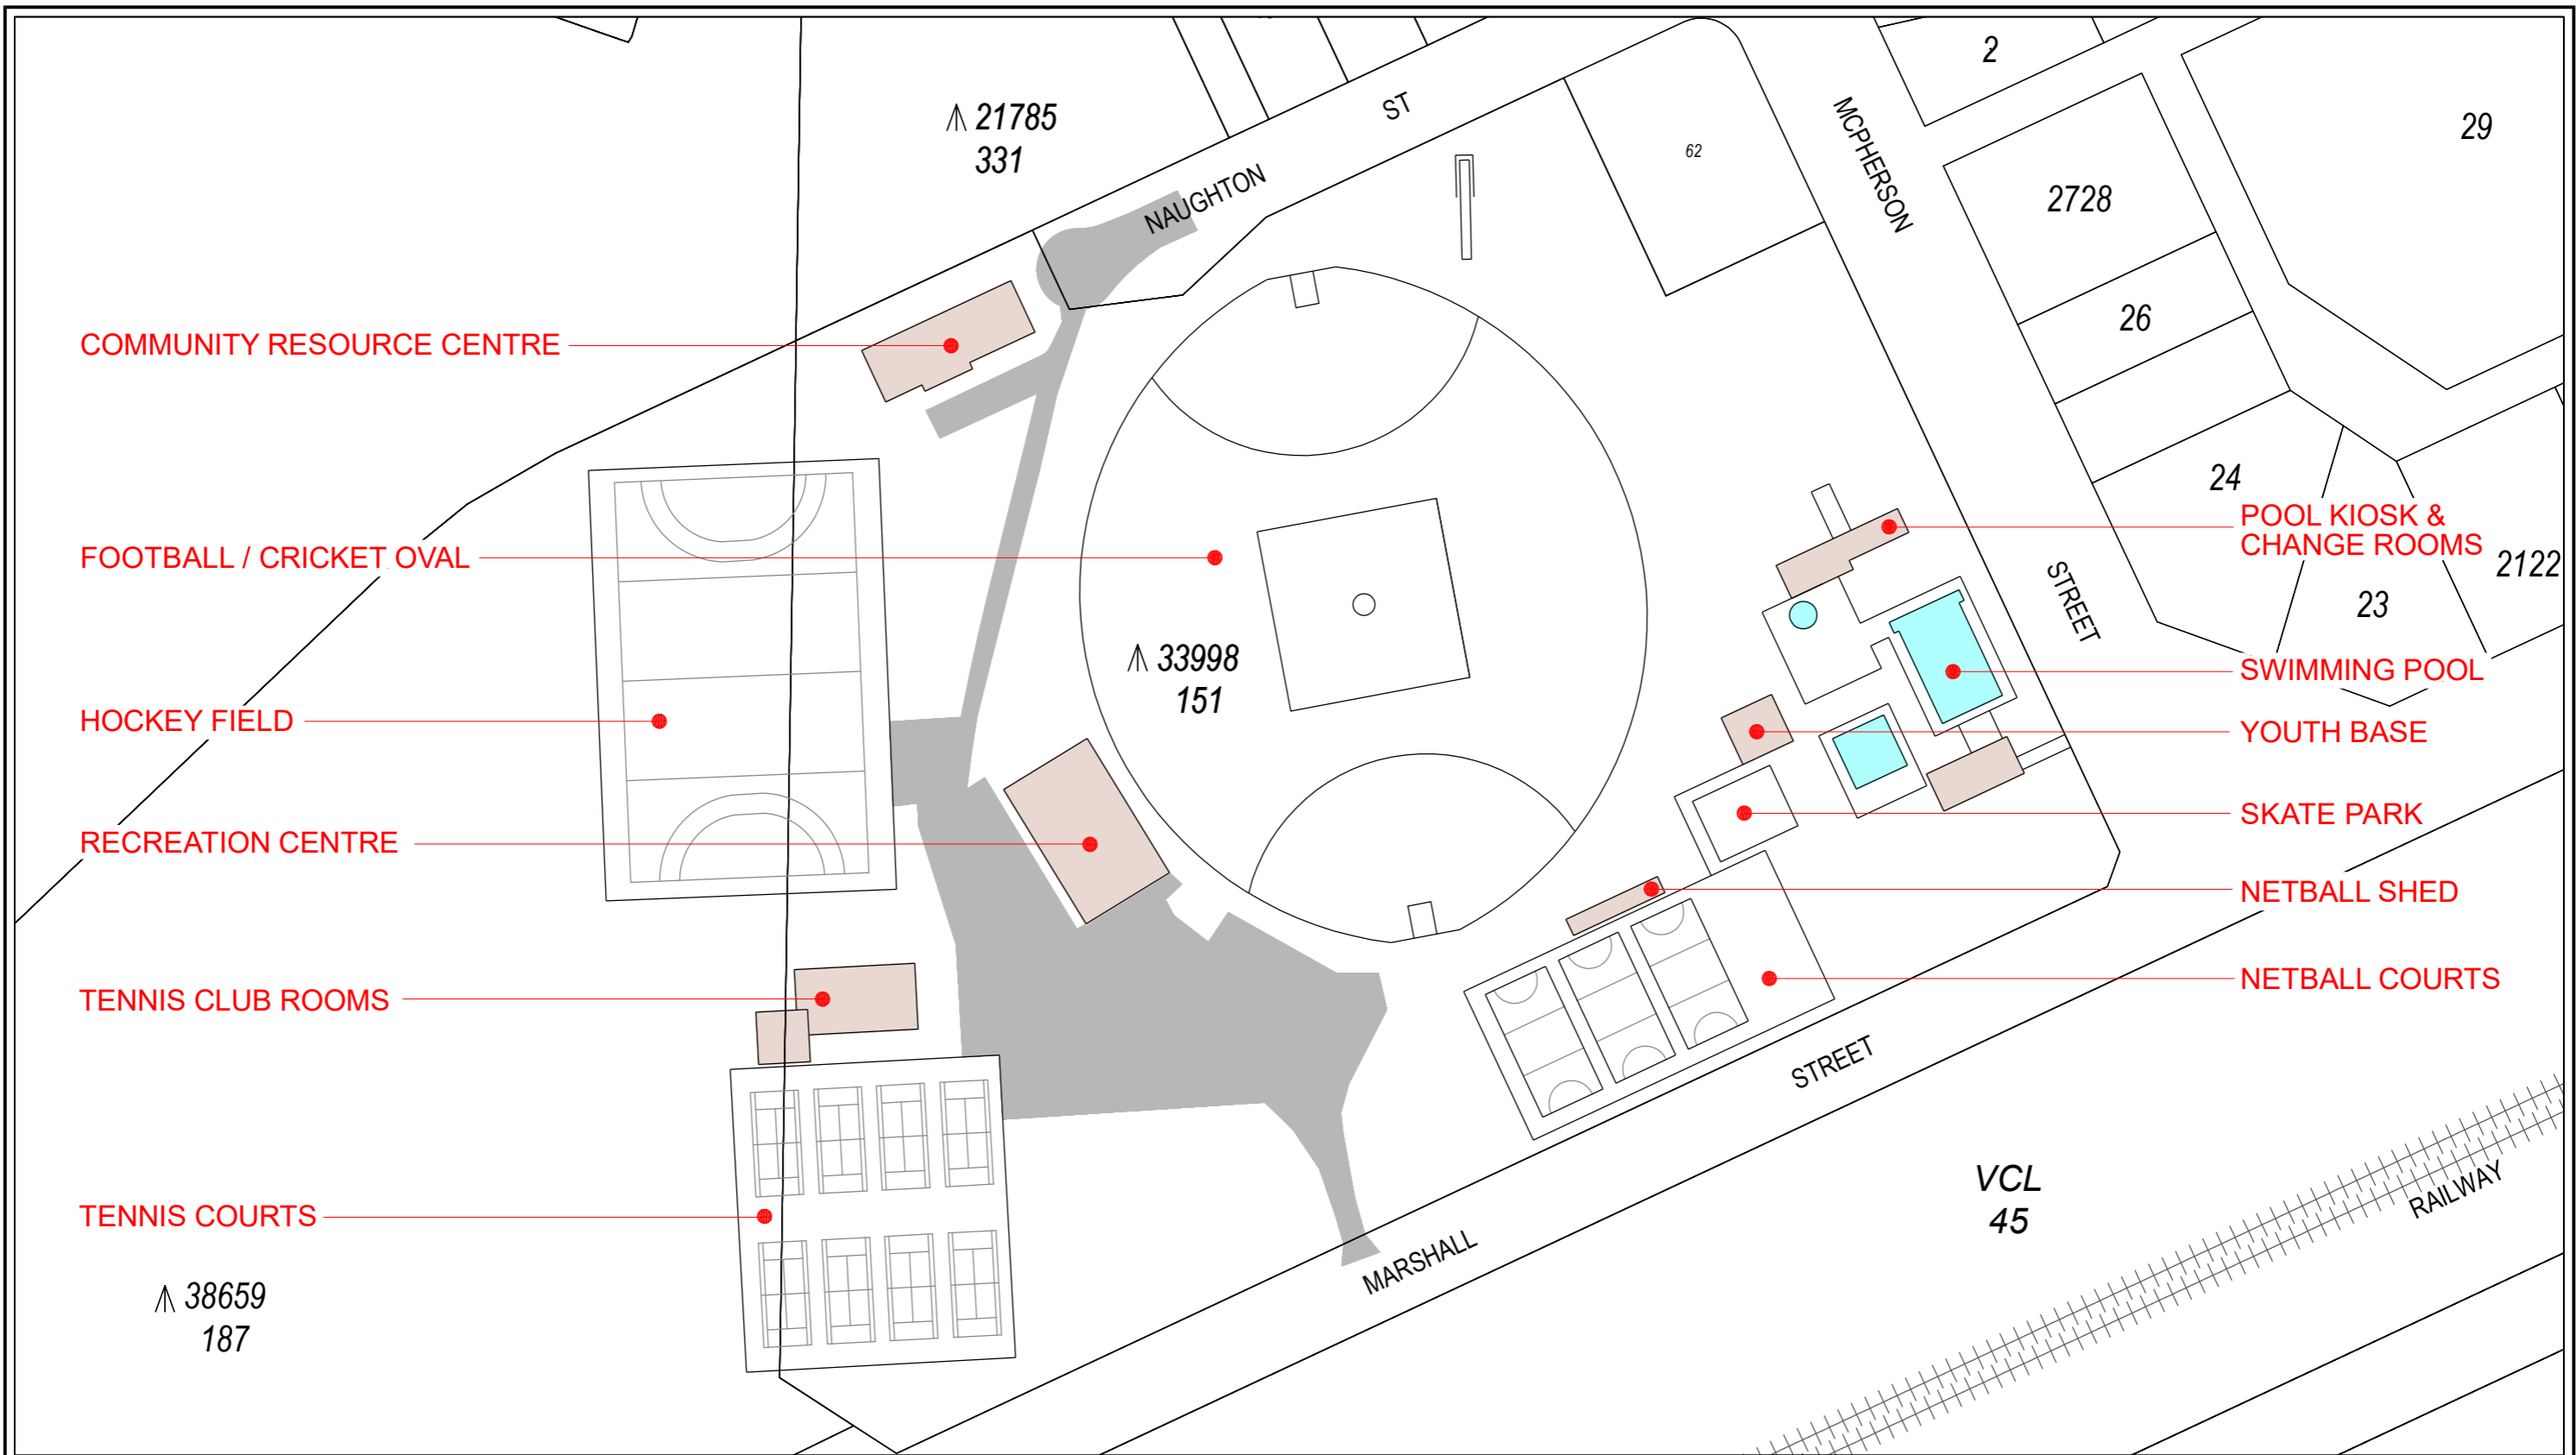 2
29
21785
331
ST
MCPHERSON
62
NAUGHTON
2728
26
COMMUNITY RESOURCE CENTRE
24
POOL KIOSK &
CHANGE ROOMS
FOOTBALL / CRICKET OVAL
2122
STREET
23
33998
151
SWIMMING POOL
HOCKEY FIELD
YOUTH BASE
SKATE PARK
RECREATION CENTRE
NETBALL SHED
NETBALL COURTS
TENNIS CLUB ROOMS
STREET
VCL
45
RAILWAY
TENNIS COURTS
MARSHALL
38659
187